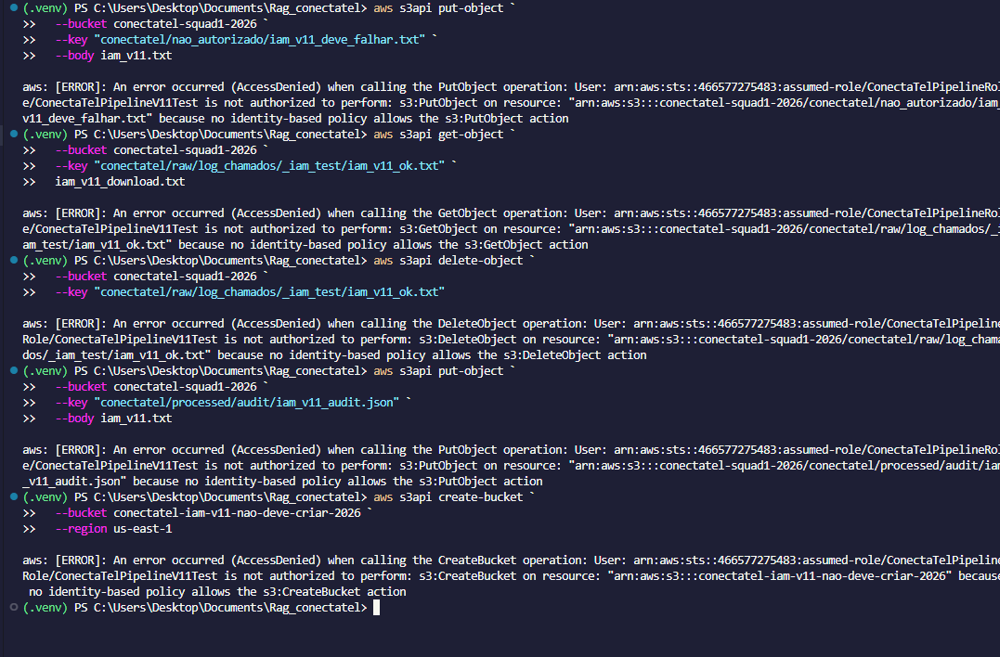 (.venv) PS C:\Users\Desktop\Documents\Rag_conectatel> aws s3api put-object `
>>   --bucket conectatel-squad1-2026 `
>>   --key "conectatel/nao_autorizado/iam_v11_deve_falhar.txt" `
>>   --body iam_v11.txt
aws: [ERROR]: An error occurred (AccessDenied) when calling the PutObject operation: User: arn:aws:sts::466577275483:assumed-role/ConectaTelPipelineRol
e/ConectaTelPipelineV11Test is not authorized to perform: s3:PutObject on resource: "arn:aws:s3:::conectatel-squad1-2026/conectatel/nao_autorizado/iam_
v11_deve_falhar.txt" because no identity-based policy allows the s3:PutObject action
(.venv) PS C:\Users\Desktop\Documents\Rag_conectatel> aws s3api get-object `
>>   --bucket conectatel-squad1-2026 `
>>   --key "conectatel/raw/log_chamados/_iam_test/iam_v11_ok.txt" `
>>   iam_v11_download.txt
aws: [ERROR]: An error occurred (AccessDenied) when calling the GetObject operation: User: arn:aws:sts::466577275483:assumed-role/ConectaTelPipelineRol
e/ConectaTelPipelineV11Test is not authorized to perform: s3:GetObject on resource: "arn:aws:s3:::conectatel-squad1-2026/conectatel/raw/log_chamados/_i
am_test/iam_v11_ok.txt" because no identity-based policy allows the s3:GetObject action
(.venv) PS C:\Users\Desktop\Documents\Rag_conectatel> aws s3api delete-object `
>>   --bucket conectatel-squad1-2026 `
>>   --key "conectatel/raw/log_chamados/_iam_test/iam_v11_ok.txt"
aws: [ERROR]: An error occurred (AccessDenied) when calling the DeleteObject operation: User: arn:aws:sts::466577275483:assumed-role/ConectaTelPipeline
Role/ConectaTelPipelineV11Test is not authorized to perform: s3:DeleteObject on resource: "arn:aws:s3:::conectatel-squad1-2026/conectatel/raw/log_chama
dos/_iam_test/iam_v11_ok.txt" because no identity-based policy allows the s3:DeleteObject action
(.venv) PS C:\Users\Desktop\Documents\Rag_conectatel> aws s3api put-object `
>>   --bucket conectatel-squad1-2026 `
>>   --key "conectatel/processed/audit/iam_v11_audit.json" `
>>   --body iam_v11.txt
aws: [ERROR]: An error occurred (AccessDenied) when calling the PutObject operation: User: arn:aws:sts::466577275483:assumed-role/ConectaTelPipelineRol
e/ConectaTelPipelineV11Test is not authorized to perform: s3:PutObject on resource: "arn:aws:s3:::conectatel-squad1-2026/conectatel/processed/audit/iam
_v11_audit.json" because no identity-based policy allows the s3:PutObject action
(.venv) PS C:\Users\Desktop\Documents\Rag_conectatel> aws s3api create-bucket `
>>   --bucket conectatel-iam-v11-nao-deve-criar-2026 `
>>   --region us-east-1
aws: [ERROR]: An error occurred (AccessDenied) when calling the CreateBucket operation: User: arn:aws:sts::466577275483:assumed-role/ConectaTelPipeline
Role/ConectaTelPipelineV11Test is not authorized to perform: s3:CreateBucket on resource: "arn:aws:s3:::conectatel-iam-v11-nao-deve-criar-2026" because
no identity-based policy allows the s3:CreateBucket action
(.venv) PS C:\Users\Desktop\Documents\Rag_conectatel>